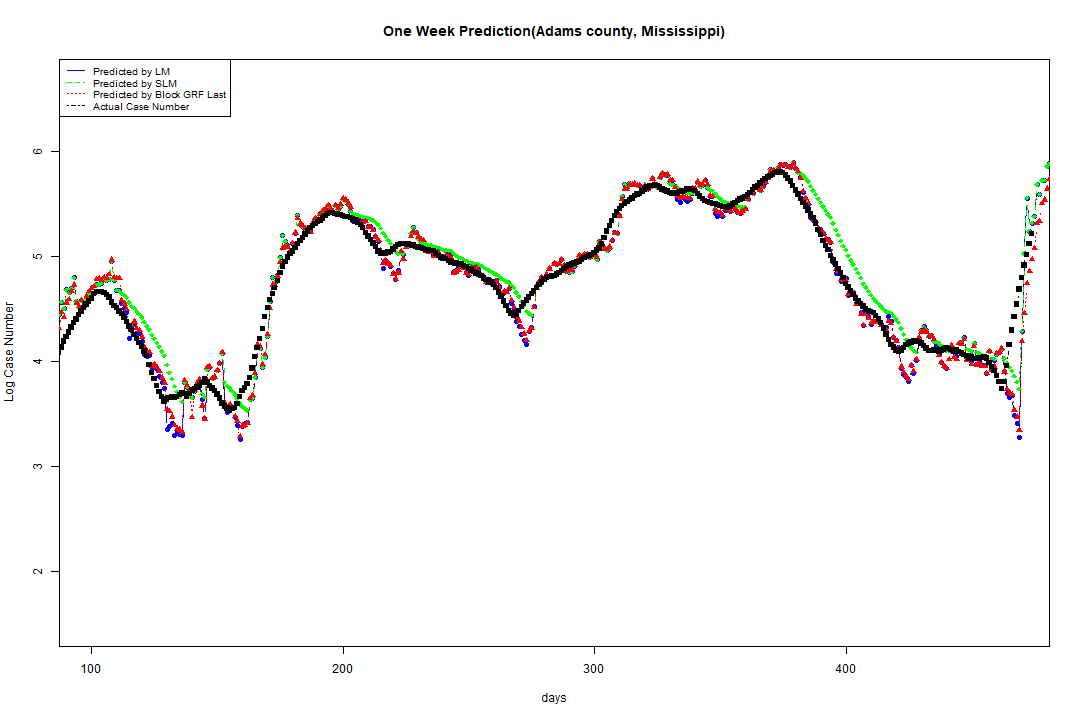 One Week Prediction(Adams county, Mississippi)
Predicted by LM
Predicted by SLM
Predicted by Block GRF Last
Actual Case Number
6
5
4
3
2
Log Case Number
100 200 300 400
days